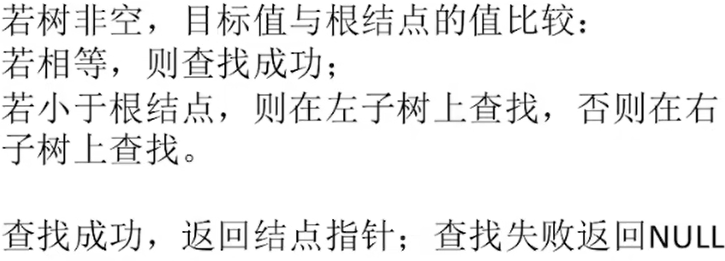 若树非空，目标值与根结点的值比较：
若相等，则查找成功；
若小于根结点，则在左子树上查找，否则在右
子树上查找。
查找成功，返回结点指针；查找失败返回NULL